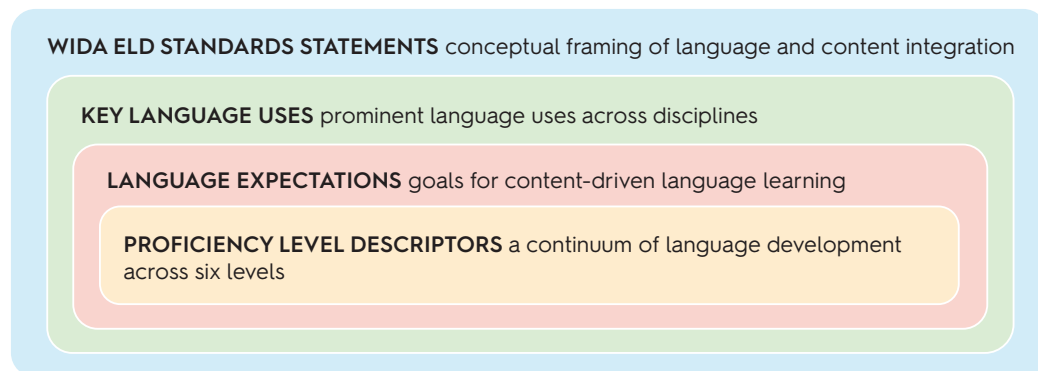 WIDA ELD STANDARDS STATEMENTS conceptual framing of language and content integration
KEY LANGUAGE USES prominent language uses across disciplines
LANGUAGE EXPECTATIONS goals for content-driven language learning
PROFICIENCY LEVEL DESCRIPTORS a continuum of language development
across six levels